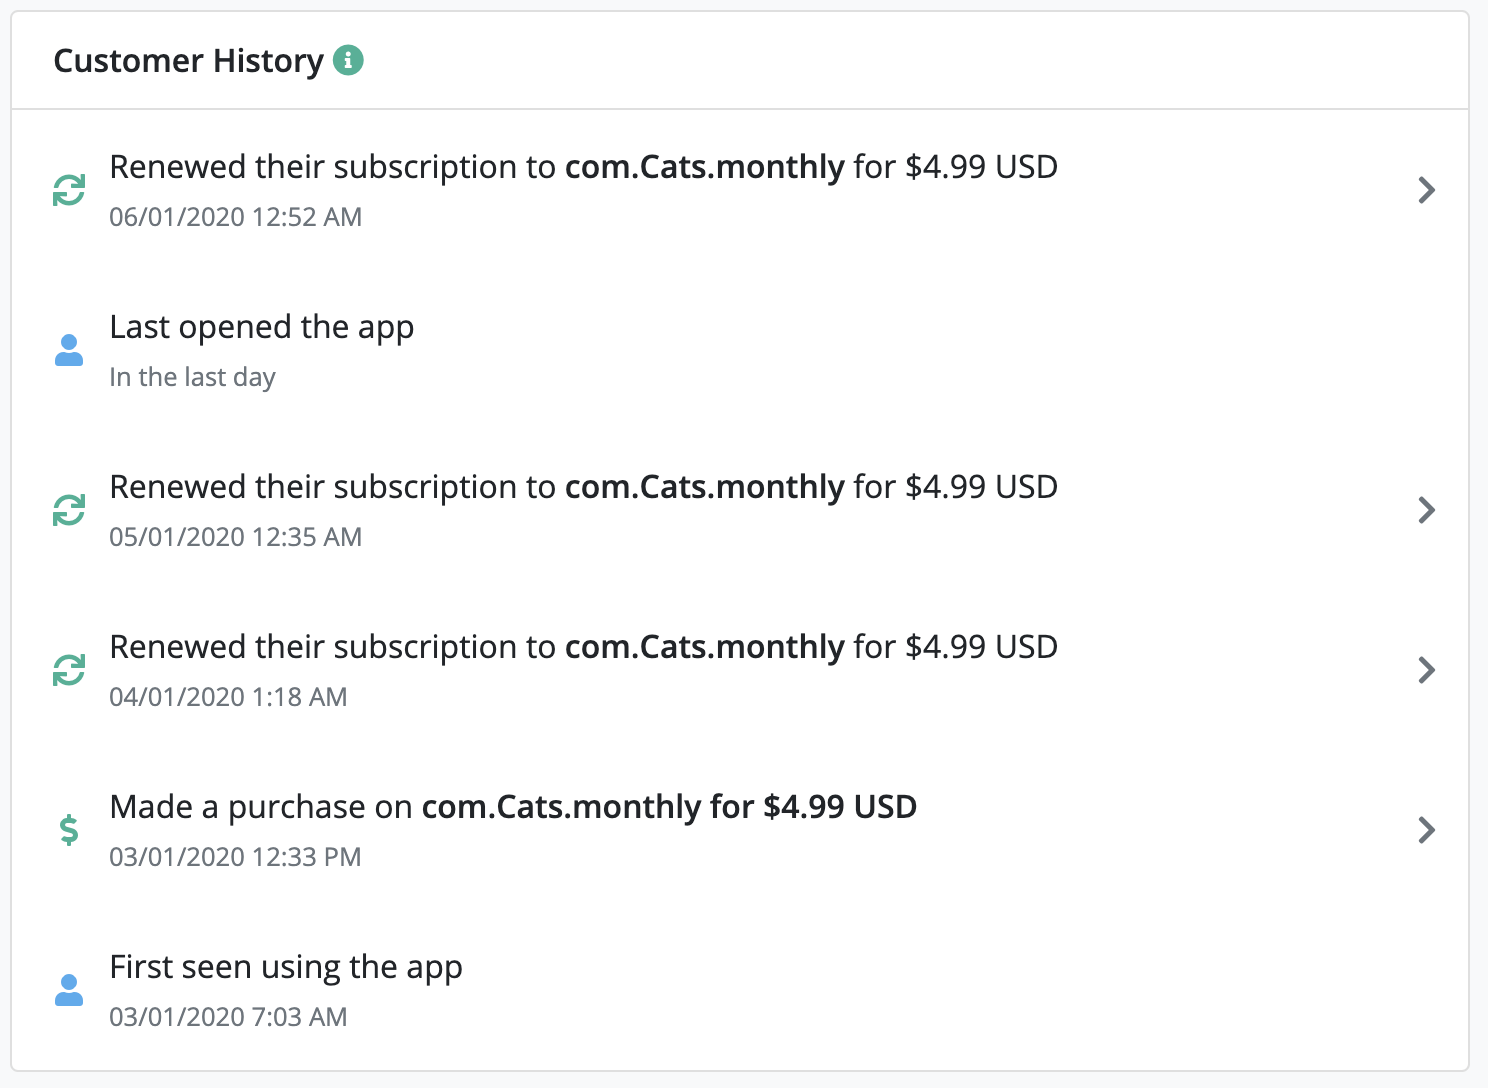 Customer History
Renewed their subscription to com.Cats.monthly for $4.99 USD
06/01/2020 12:52 AM
Last opened the app
In the last day
Renewed their subscription to com.Cats.monthly for $4.99 USD
05/01/2020 12:35 AM
Renewed their subscription to com.Cats.monthly for $4.99 USD
04/01/2020 1:18 AM
Made a purchase on com.Cats.monthly for $4.99 USD
03/01/2020 12:33 PM
First seen using the app
03/01/2020 7:03 AM